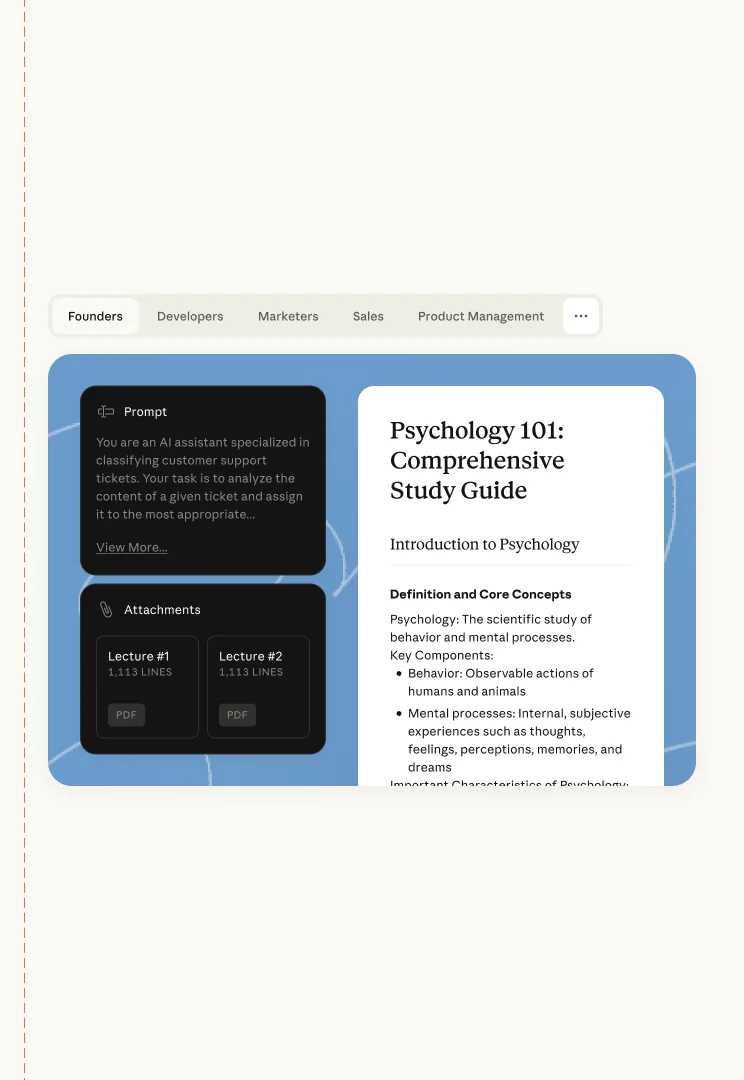 Founders
Developers
Marketers
Sales
Product Management
Prompt
You are an AI assistant specialized in
classifying customer support
tickets. Your task is to analyze the
content of a given ticket and assign
it to the most appropriate...
View More...
Attachments
Lecture #1
1,113 LINES
PDF
Lecture #2
1,113 LINES
PDF
Psychology 101:
Comprehensive
Study Guide
Introduction to Psychology
Definition and Core Concepts
Psychology: The scientific study of
behavior and mental processes.
Key Components:
Behavior: Observable actions of
humans and animals
Mental processes: Internal, subjective
experiences such as thoughts,
feelings, perceptions, memories, and
dreams
Important Characteristics of Psychology: